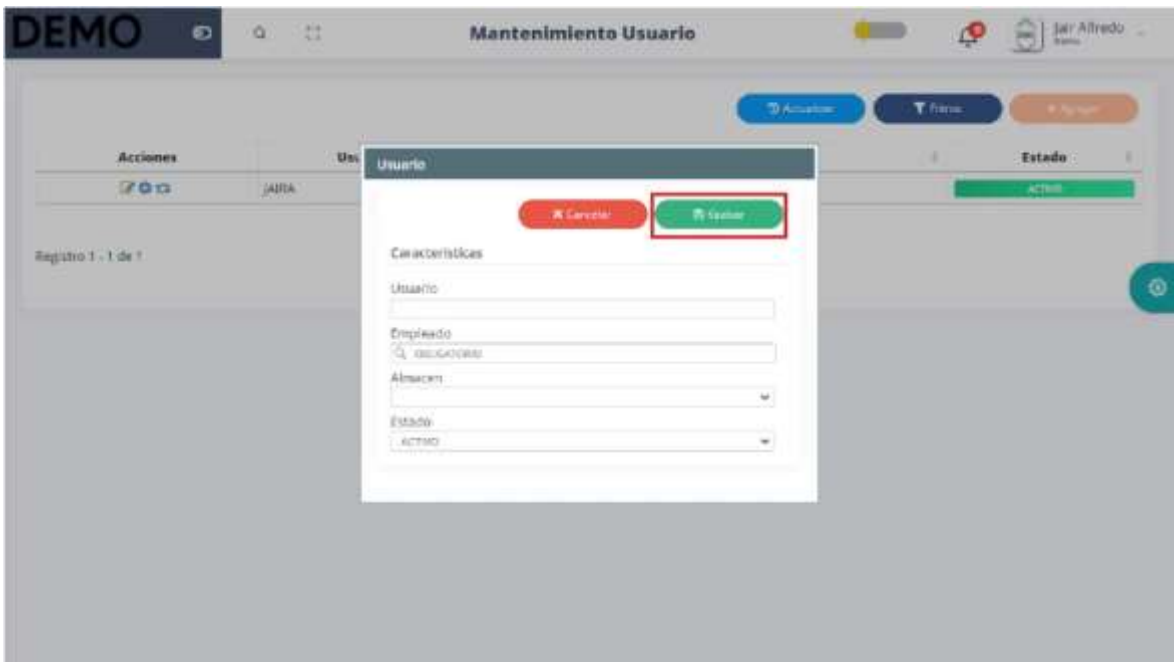 DEMO
Mantenimiento Usuario
Jair Alfredo
Actualizar
Filtros
Agregar
Acciones
Estado
JAIRA
ACTIVO
Registro 1 - 1 de 1
Usuario
Cancelar
Grabar
Características
Usuario
Empleado
OBLIGATORIO
Almacen
Estado
ACTIVO